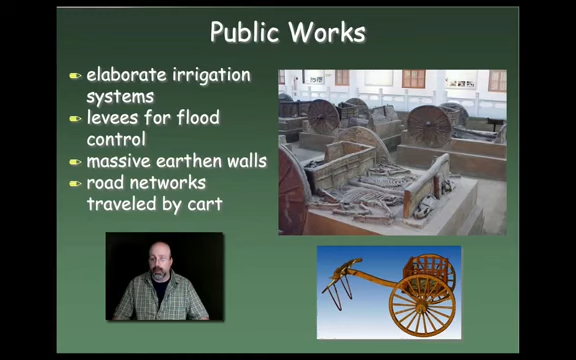 Public Works
elaborate irrigation
systems
levees for flood
control
massive earthen walls
road networks
traveled by cart